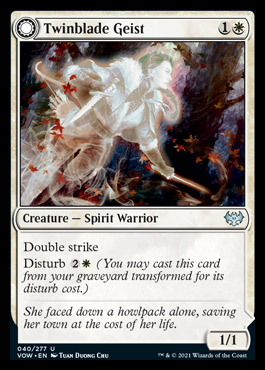 Twinblade Geist 1
Creature — Spirit Warrior
Double strike
Disturb 2 (You may cast this card
from your graveyard transformed for its
disturb cost.)
She faced down a howlpack alone, saving
her town at the cost of her life.
1/1
040/277 U
VOW • EN Tuan Duong Chu
™ & © 2021 Wizards of the Coast